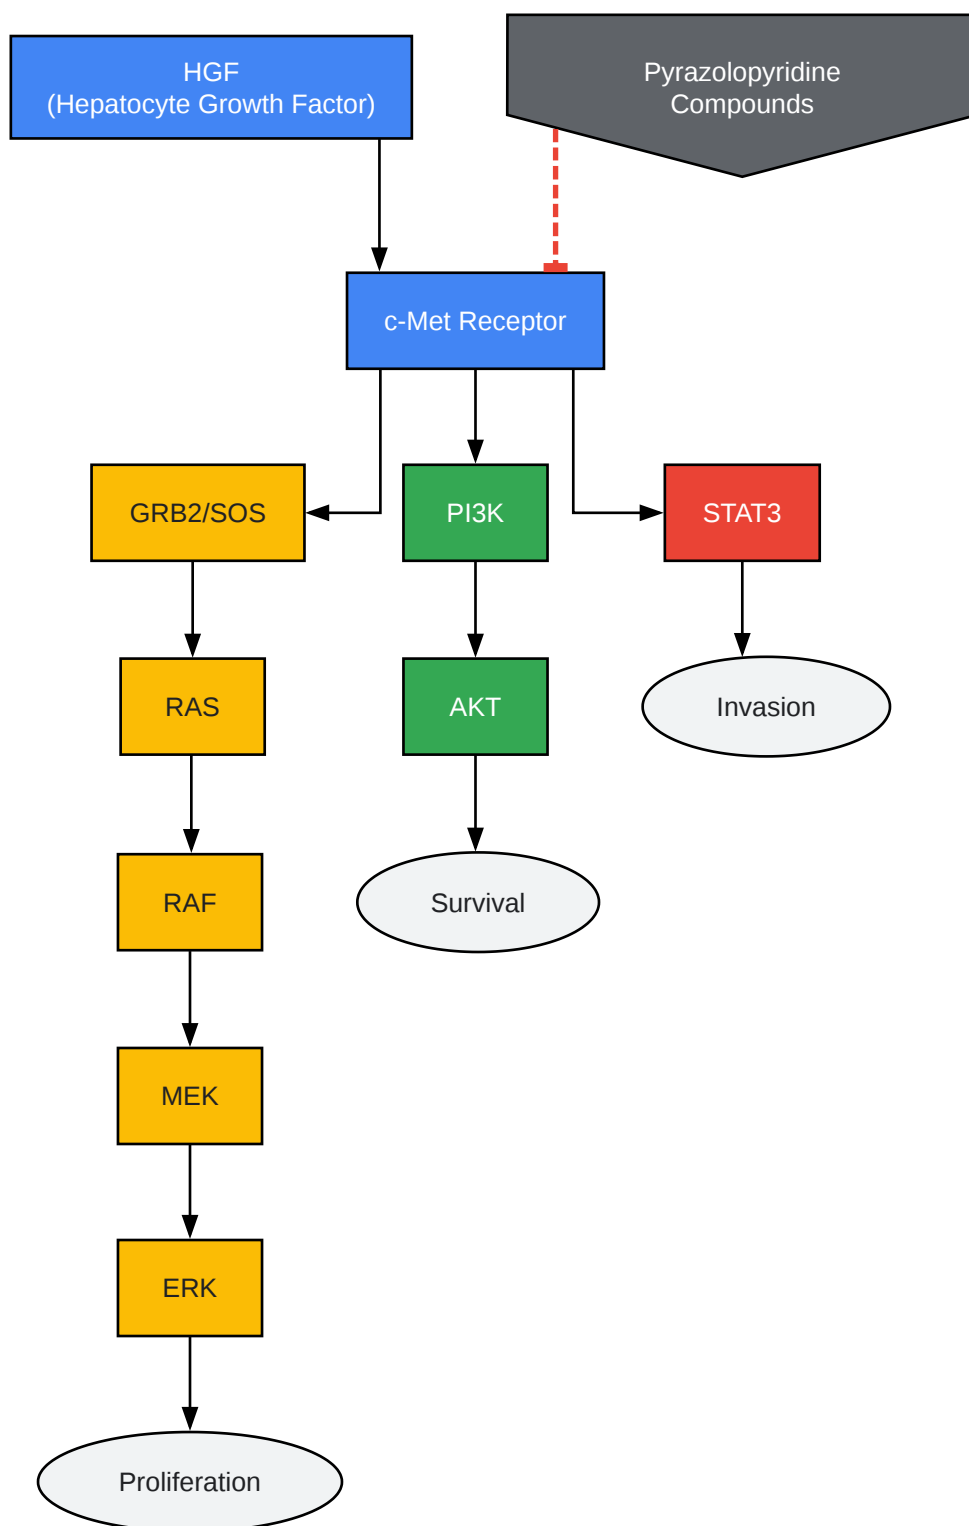 HGF
(Hepatocyte Growth Factor)
Pyrazolopyridine
Compounds
c-Met Receptor
GRB2/SOS
PI3K
STAT3
RAS
AKT
Invasion
RAF
Survival
MEK
ERK
Proliferation